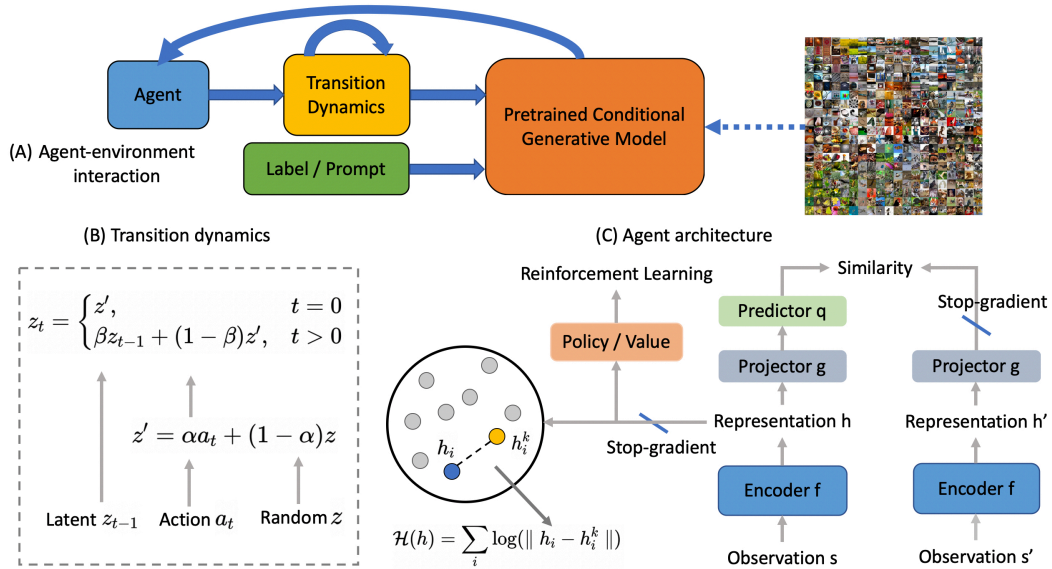 Agent
Transition
Dynamics
Pretrained Conditional
Generative Model
(A) Agent-environment
interaction
Label / Prompt
(B) Transition dynamics
z_t = { z′, t = 0
βz_{t−1} + (1 − β)z′, t > 0
z′ = αa_t + (1 − α)z
Latent z_{t−1}
Action a_t
Random z
(C) Agent architecture
Reinforcement Learning
Similarity
Stop-gradient
Predictor q
Policy / Value
Projector g
Projector g
Representation h
Representation h’
Stop-gradient
h_i
h_i^k
Encoder f
Encoder f
H(h) = ∑_i log(∥ h_i − h_i^k ∥)
Observation s
Observation s’